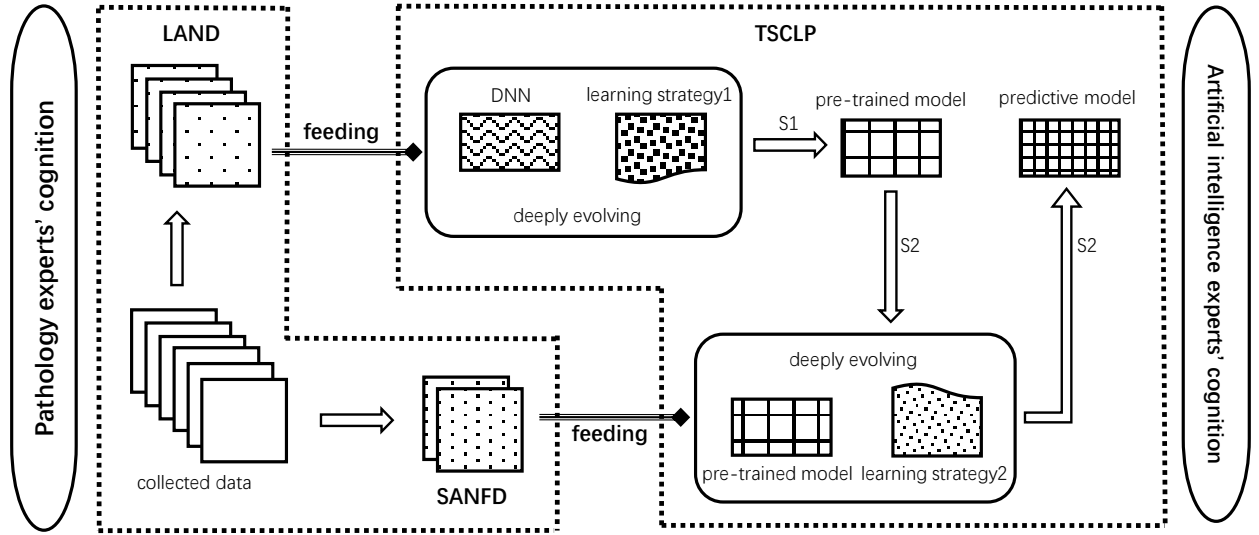 Pathology experts' cognition
LAND
feeding
collected data
SANFD
feeding
TSCLP
DNN
learning strategy1
deeply evolving
S1
pre-trained model
predictive model
S2
S2
deeply evolving
pre-trained model
learning strategy2
Artificial intelligence experts' cognition